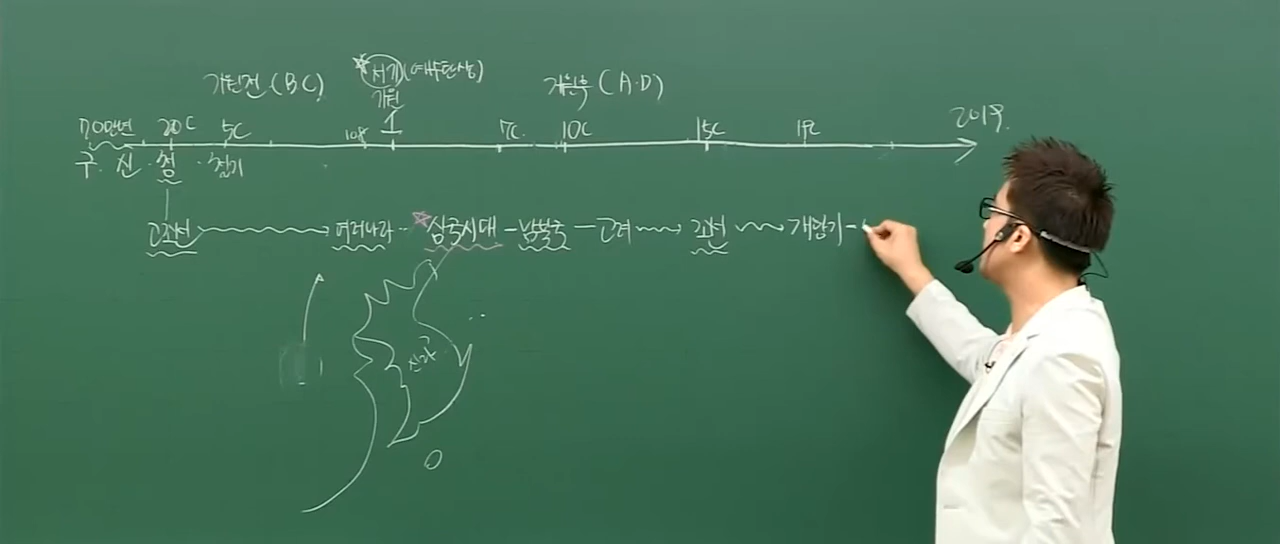 기원전 (BC) 서기 (예수탄생) 기원후 (A.D)
기원
70만년 20C 5C 108 1 7C. 10C 15C 19C 2019.
구. 신. 청. 철기
고조선 여러나라 삼국시대 - 남북국 - 고려 조선 개항기 -
신라